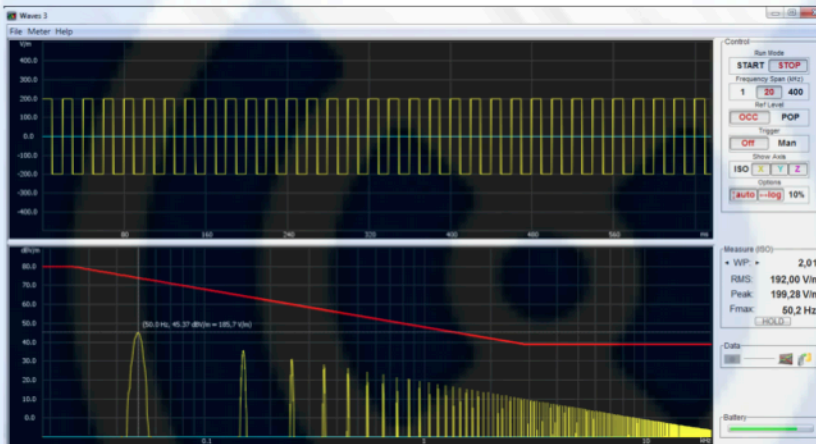 Waves 3
File Meter Help
V/m
400.0
300.0
200.0
100.0
0.0
-100.0
-200.0
-300.0
-400.0
80 160 240 320 400 480 560 ms
dBV/m
80.0
70.0
60.0
50.0
40.0
30.0
20.0
10.0
0.0
(50.0 Hz, 45.37 dBV/m = 185,7 V/m)
0.1 1 10 kHz
Control
Run Mode
START STOP
Frequency Span (kHz)
1 20 400
Ref Level
OCC POP
Trigger
Off Man
Show Axis
ISO X Y Z
Options
auto --log 10%
Measure (ISO)
WP: 2,01
RMS: 192,00 V/m
Peak: 199,28 V/m
Fmax: 50,2 Hz
HOLD
Data
Battery